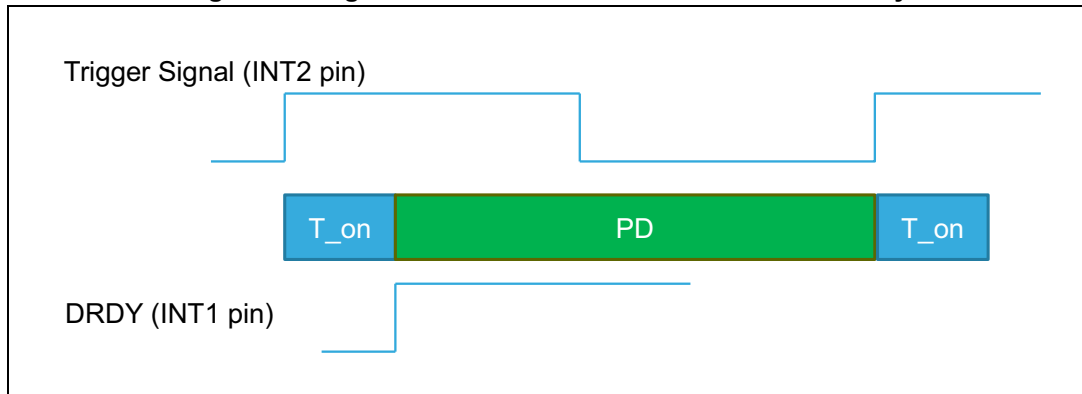 Trigger Signal (INT2 pin)
T_on PD T_on
DRDY (INT1 pin)